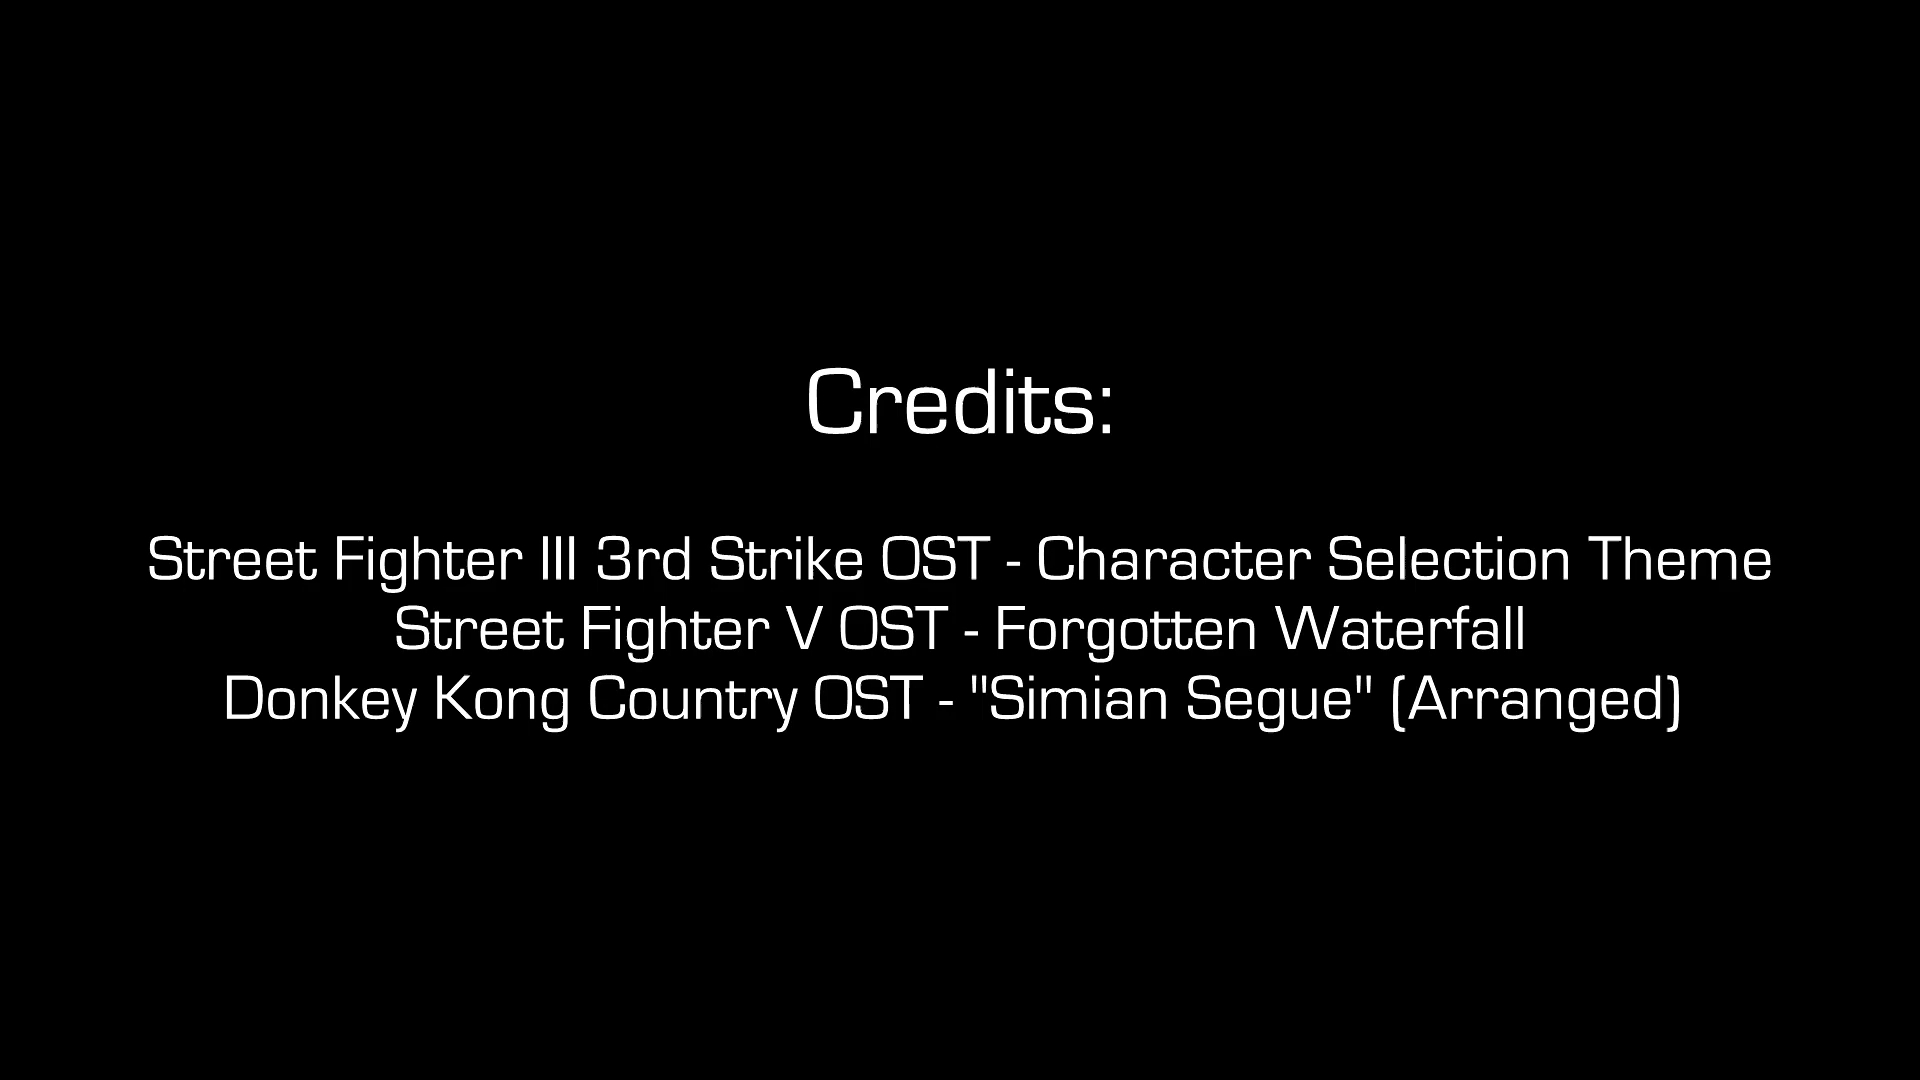 Credits:
Street Fighter III 3rd Strike OST - Character Selection Theme
Street Fighter V OST - Forgotten Waterfall
Donkey Kong Country OST - "Simian Segue" (Arranged)